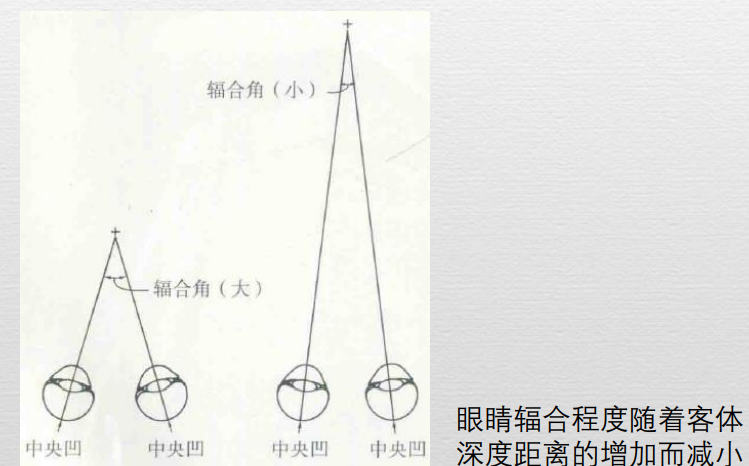 辐合角（小）
辐合角（大）
中央凹 中央凹 中央凹 中央凹
眼睛辐合程度随着客体
深度距离的增加而减小